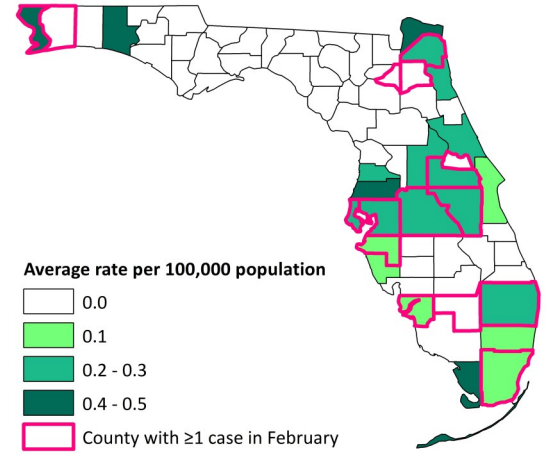 Average rate per 100,000 population
0.0
0.1
0.2 - 0.3
0.4 - 0.5
County with ≥1 case in February